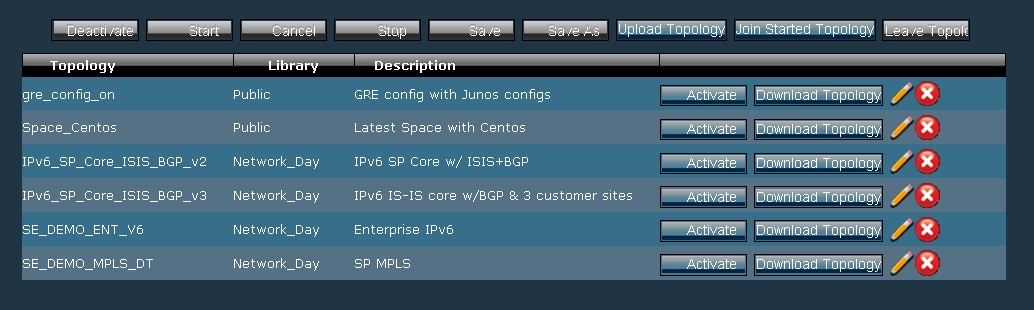 Deactivate Start Cancel Stop Save Save As Upload Topology Join Started Topology Leave Topolo
Topology Library Description
gre_config_on Public GRE config with Junos configs Activate Download Topology
Space_Centos Public Latest Space with Centos Activate Download Topology
IPv6_SP_Core_ISIS_BGP_v2 Network_Day IPv6 SP Core w/ ISIS+BGP Activate Download Topology
IPv6_SP_Core_ISIS_BGP_v3 Network_Day IPv6 IS-IS core w/BGP & 3 customer sites Activate Download Topology
SE_DEMO_ENT_V6 Network_Day Enterprise IPv6 Activate Download Topology
SE_DEMO_MPLS_DT Network_Day SP MPLS Activate Download Topology